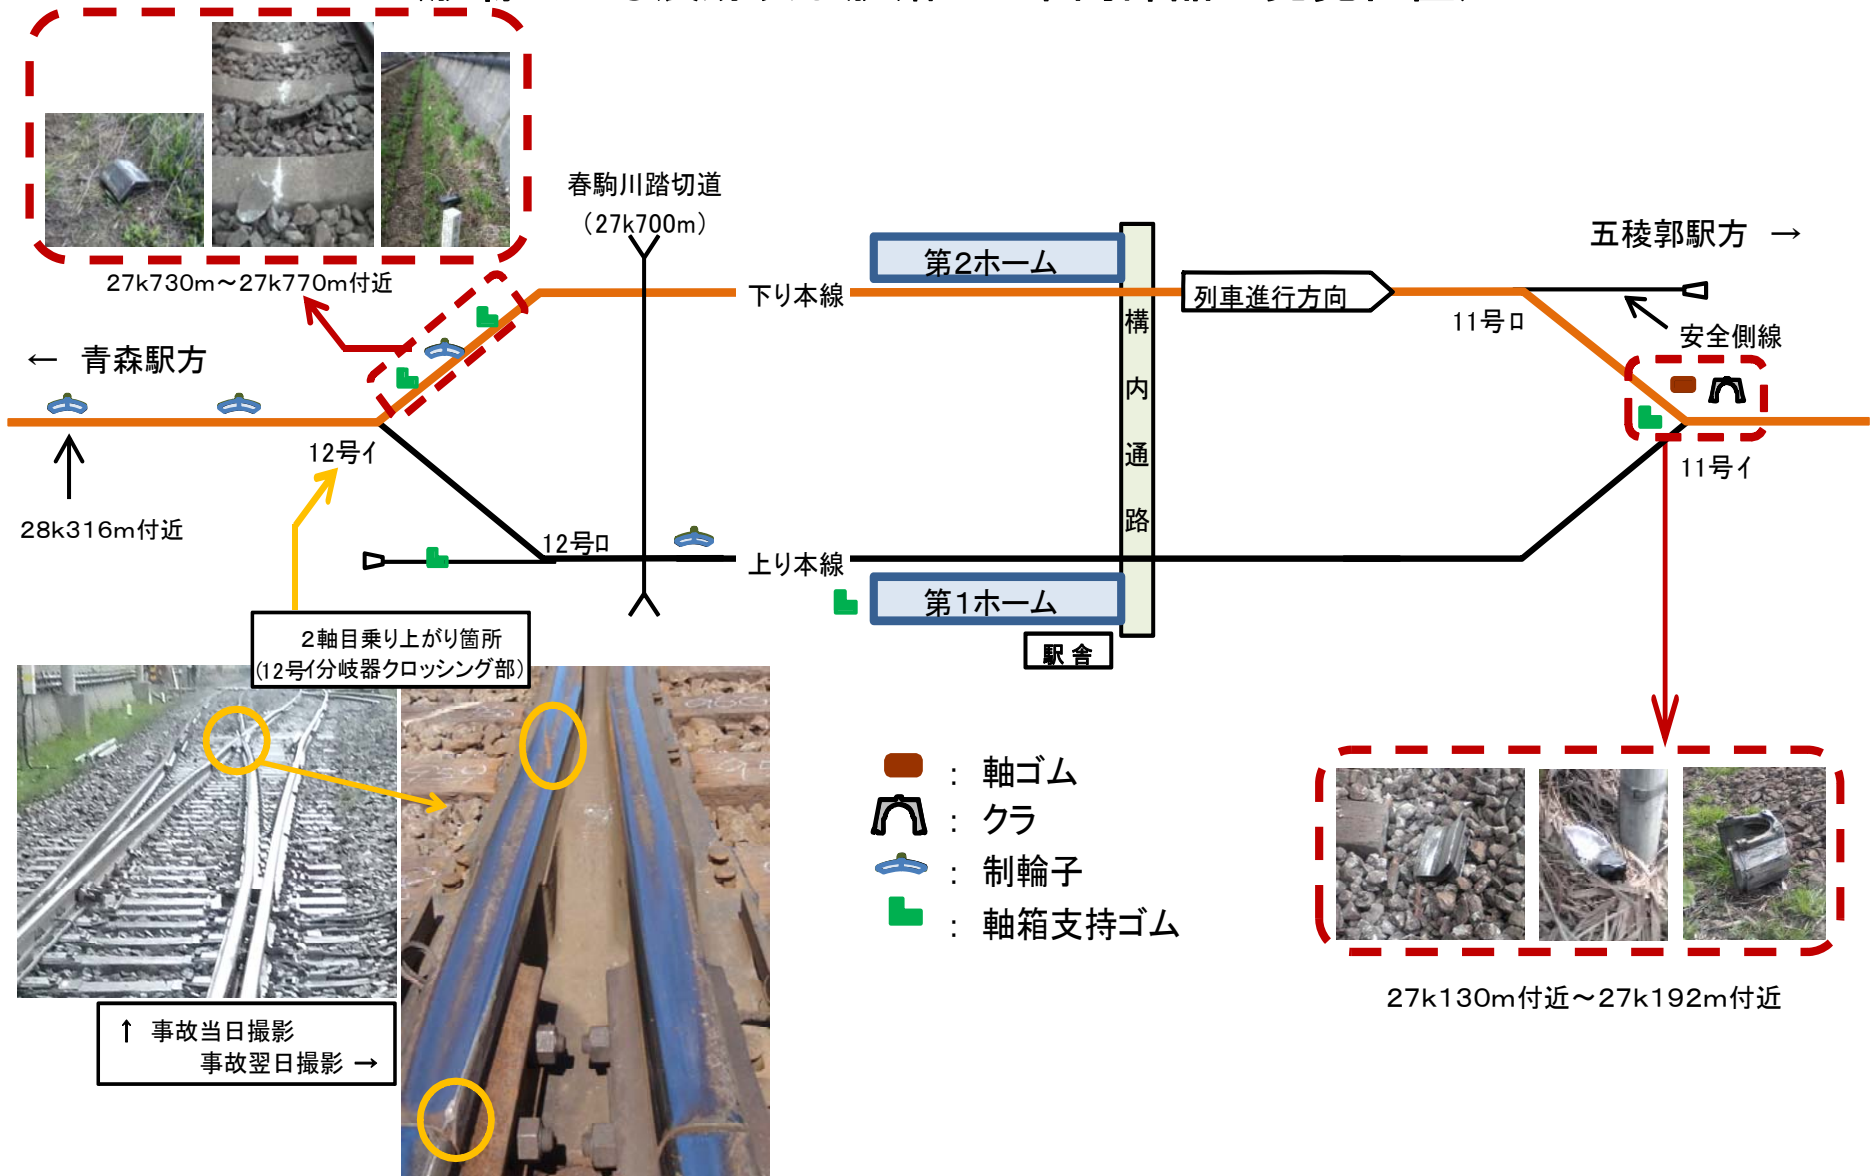 27k730m～27k770m付近
春駒川踏切道
（27k700m）
第2ホーム
五稜郭駅方 →
下り本線
列車進行方向
構内通路
11号ロ
安全側線
← 青森駅方
12号イ
11号イ
28k316m付近
12号ロ
上り本線
第1ホーム
駅舎
2軸目乗り上がり箇所
(12号イ分岐器クロッシング部)
： 軸ゴム
： クラ
： 制輪子
： 軸箱支持ゴム
27k130m付近～27k192m付近
↑ 事故当日撮影
事故翌日撮影 →